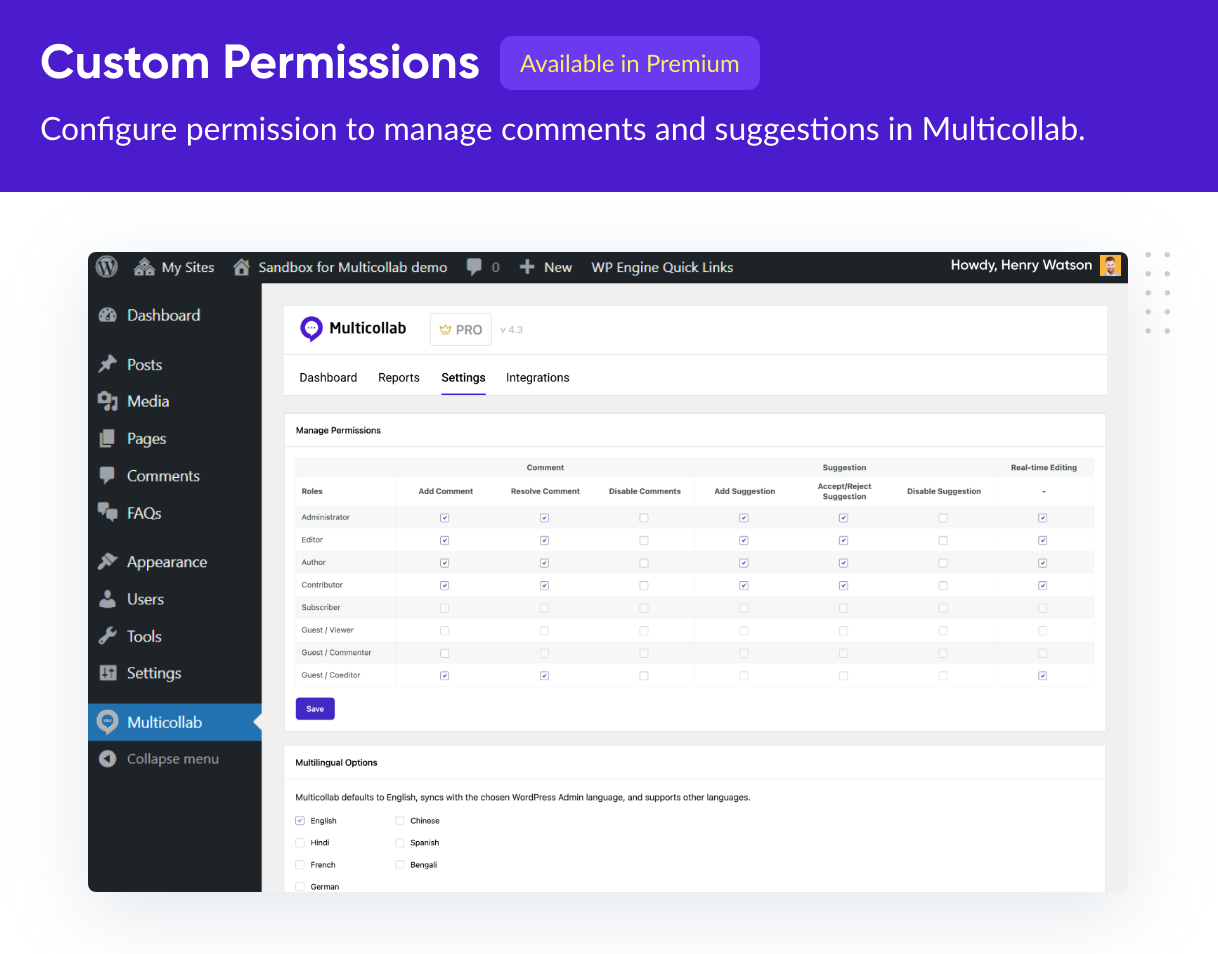 Custom Permissions Available in Premium
Configure permission to manage comments and suggestions in Multicollab.
My Sites Sandbox for Multicollab demo 0 New WP Engine Quick Links Howdy, Henry Watson
Dashboard
Posts
Media
Pages
Comments
FAQs
Appearance
Users
Tools
Settings
Multicollab
Collapse menu
Multicollab PRO v 4.3
Dashboard Reports Settings Integrations
Manage Permissions
Comment Suggestion Real-time Editing
Roles Add Comment Resolve Comment Disable Comments Add Suggestion Accept/Reject Suggestion Disable Suggestion -
Administrator
Editor
Author
Contributor
Subscriber
Guest / Viewer
Guest / Commenter
Guest / Coeditor
Save
Multilingual Options
Multicollab defaults to English, syncs with the chosen WordPress Admin language, and supports other languages.
English Chinese
Hindi Spanish
French Bengali
German